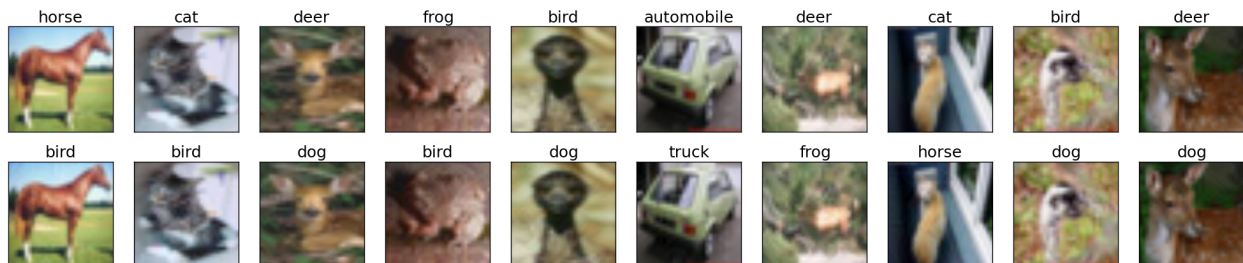 horse cat deer frog bird automobile deer cat bird deer
bird bird dog bird dog truck frog horse dog dog